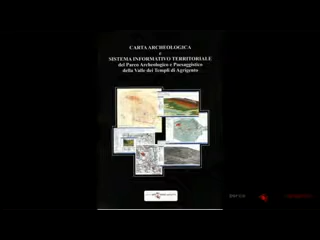 CARTA ARCHEOLOGICA
e
SISTEMA INFORMATIVO TERRITORIALE
del Parco Archeologico e Paesaggistico
della Valle dei Templi di Agrigento